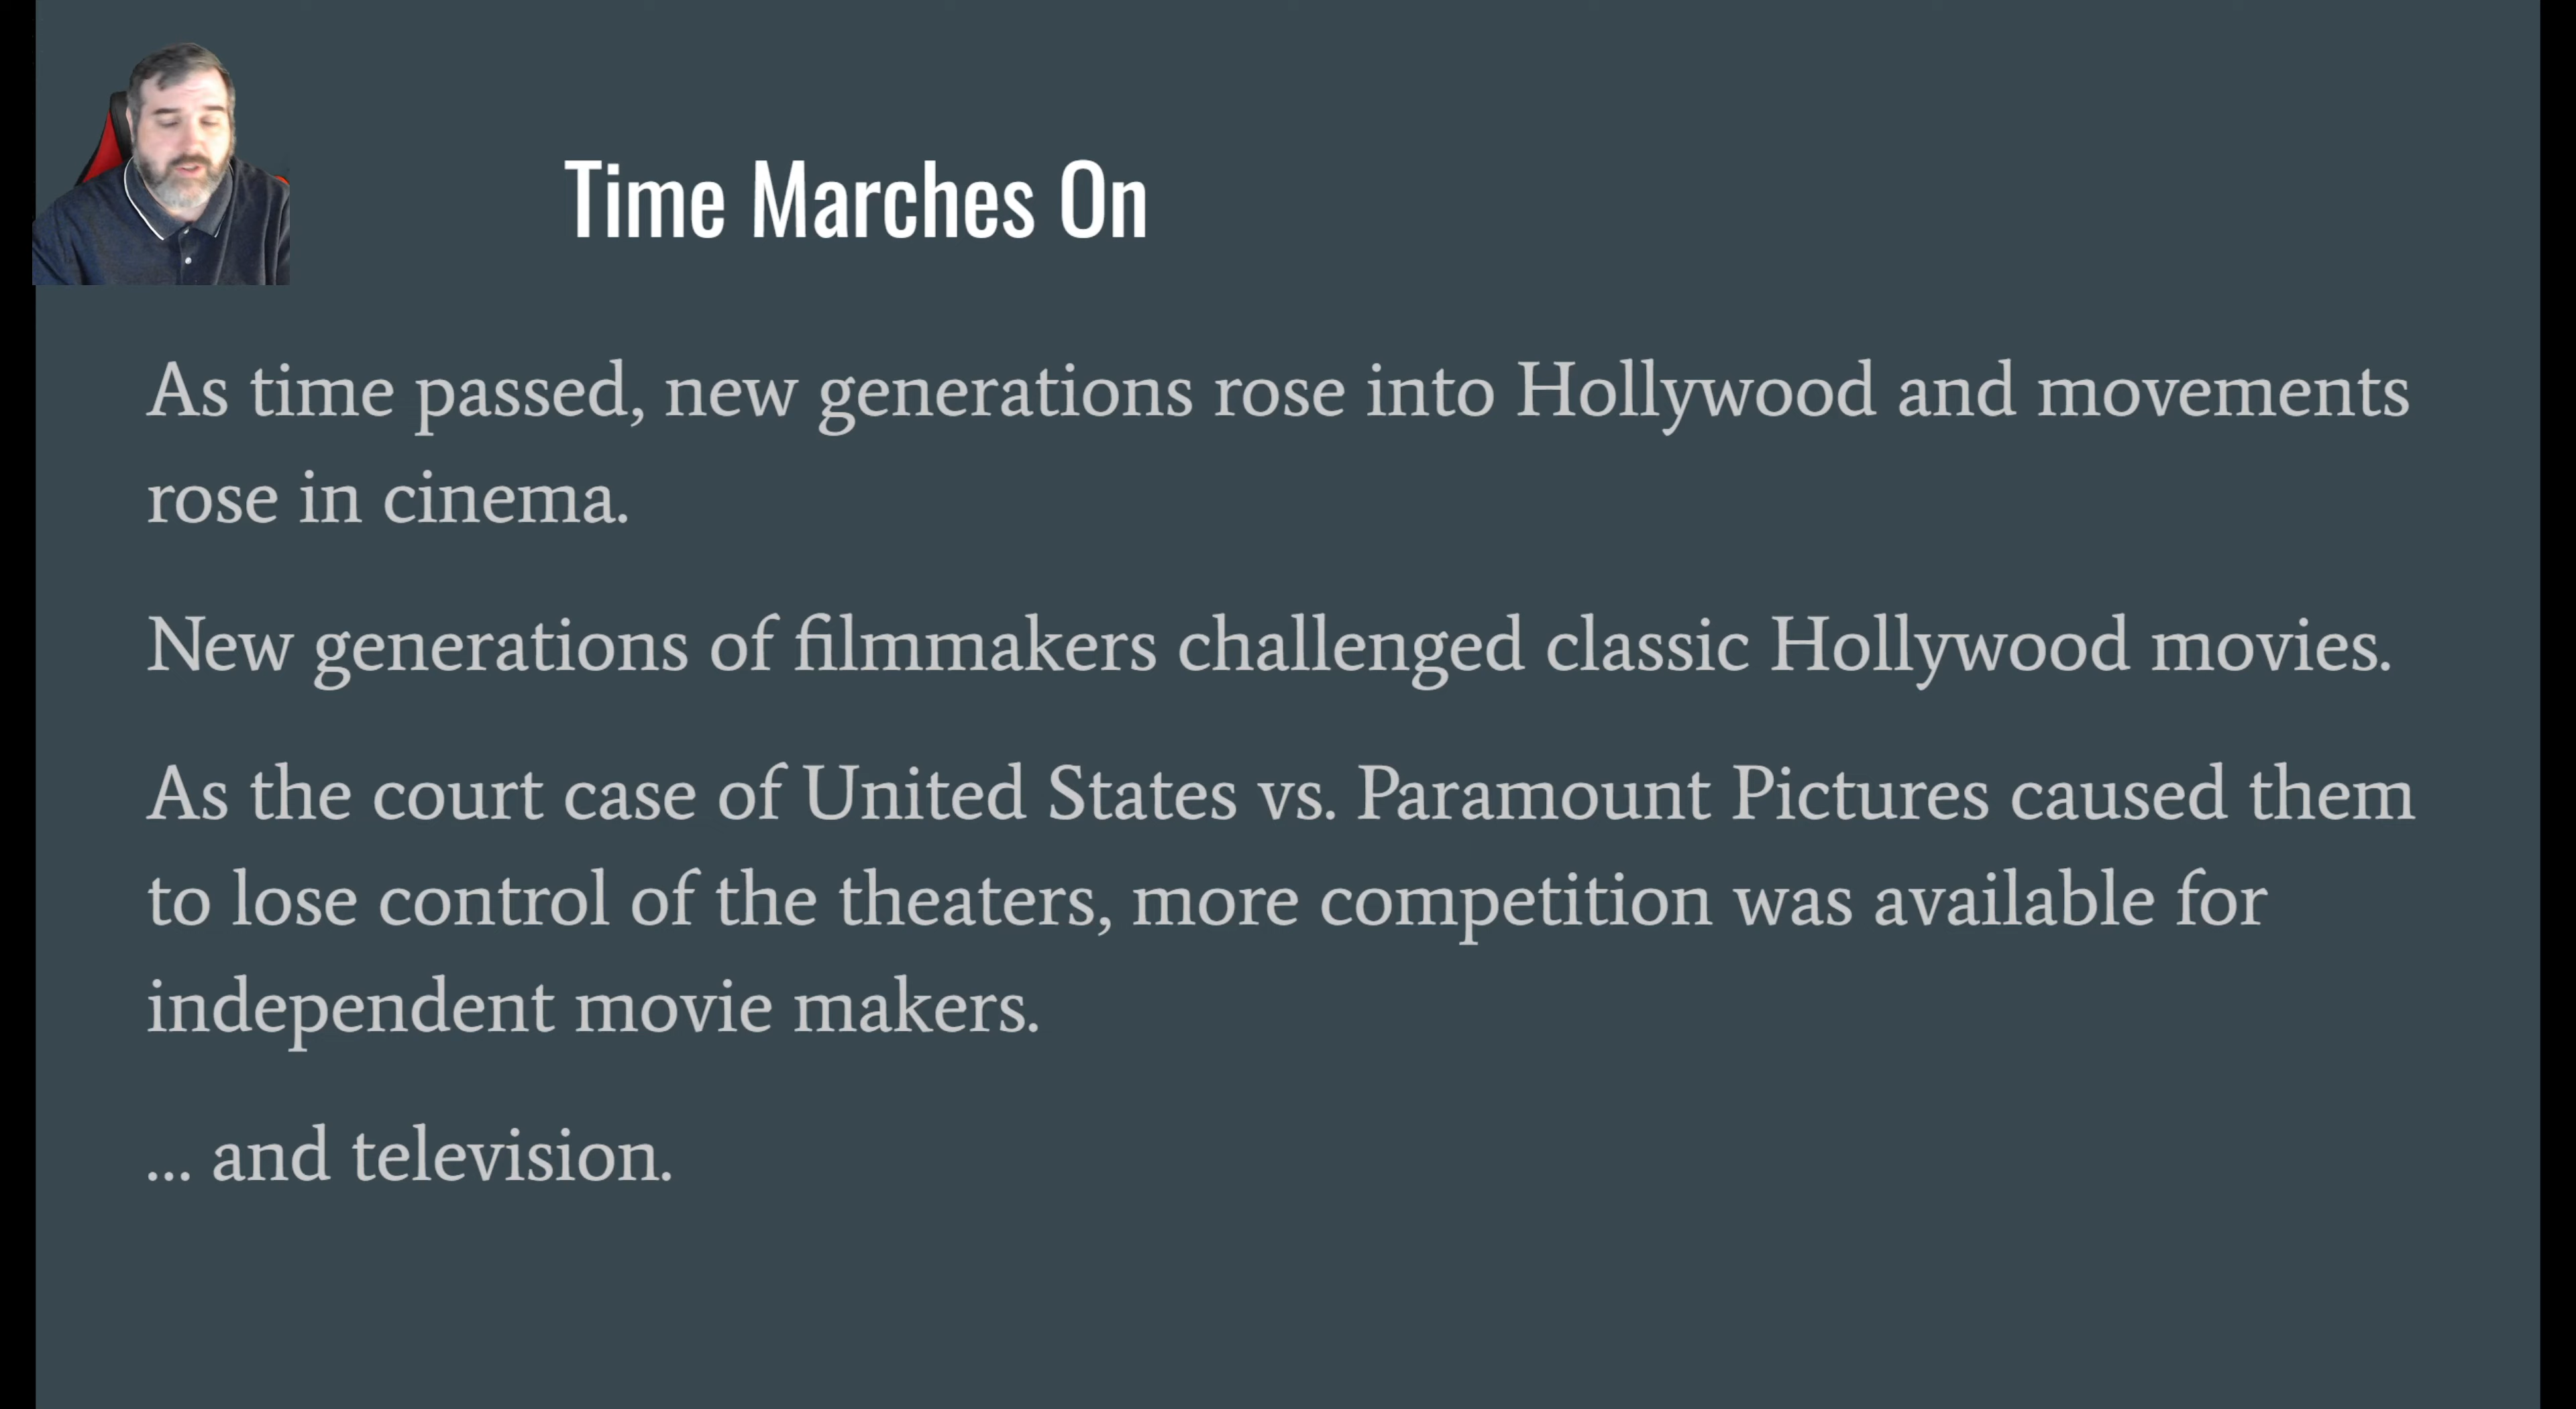 Time Marches On
As time passed, new generations rose into Hollywood and movements
rose in cinema.
New generations of filmmakers challenged classic Hollywood movies.
As the court case of United States vs. Paramount Pictures caused them
to lose control of the theaters, more competition was available for
independent movie makers.
... and television.